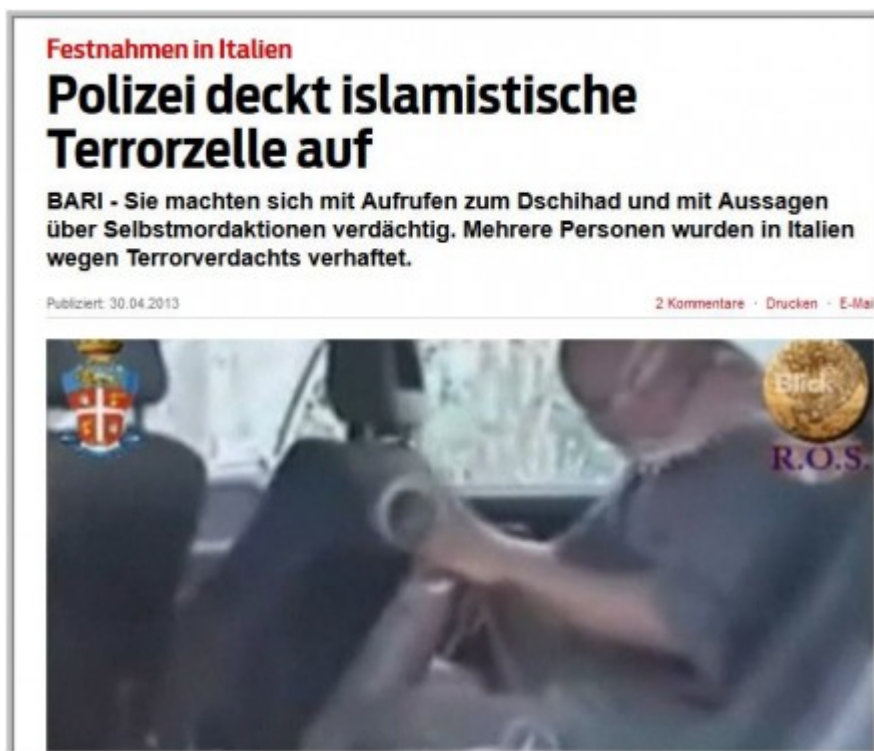 Festnahmen in Italien
Polizei deckt islamistische
Terrorzelle auf
BARI - Sie machten sich mit Aufrufen zum Dschihad und mit Aussagen
über Selbstmordaktionen verdächtig. Mehrere Personen wurden in Italien
wegen Terrorverdachts verhaftet.
Publiziert: 30.04.2013
2 Kommentare · Drucken · E-Mai
Blick
R.O.S.